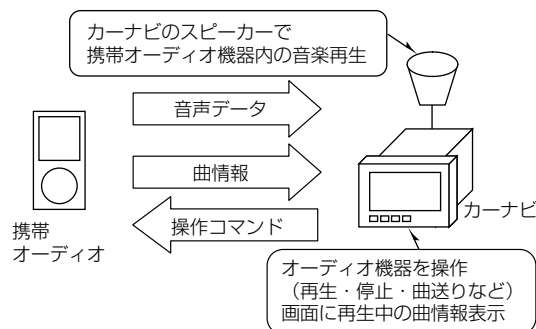 カーナビのスピーカーで
携帯オーディオ機器内の音楽再生
音声データ
曲情報
操作コマンド
携帯
オーディオ
カーナビ
オーディオ機器を操作
（再生・停止・曲送りなど）
画面に再生中の曲情報表示